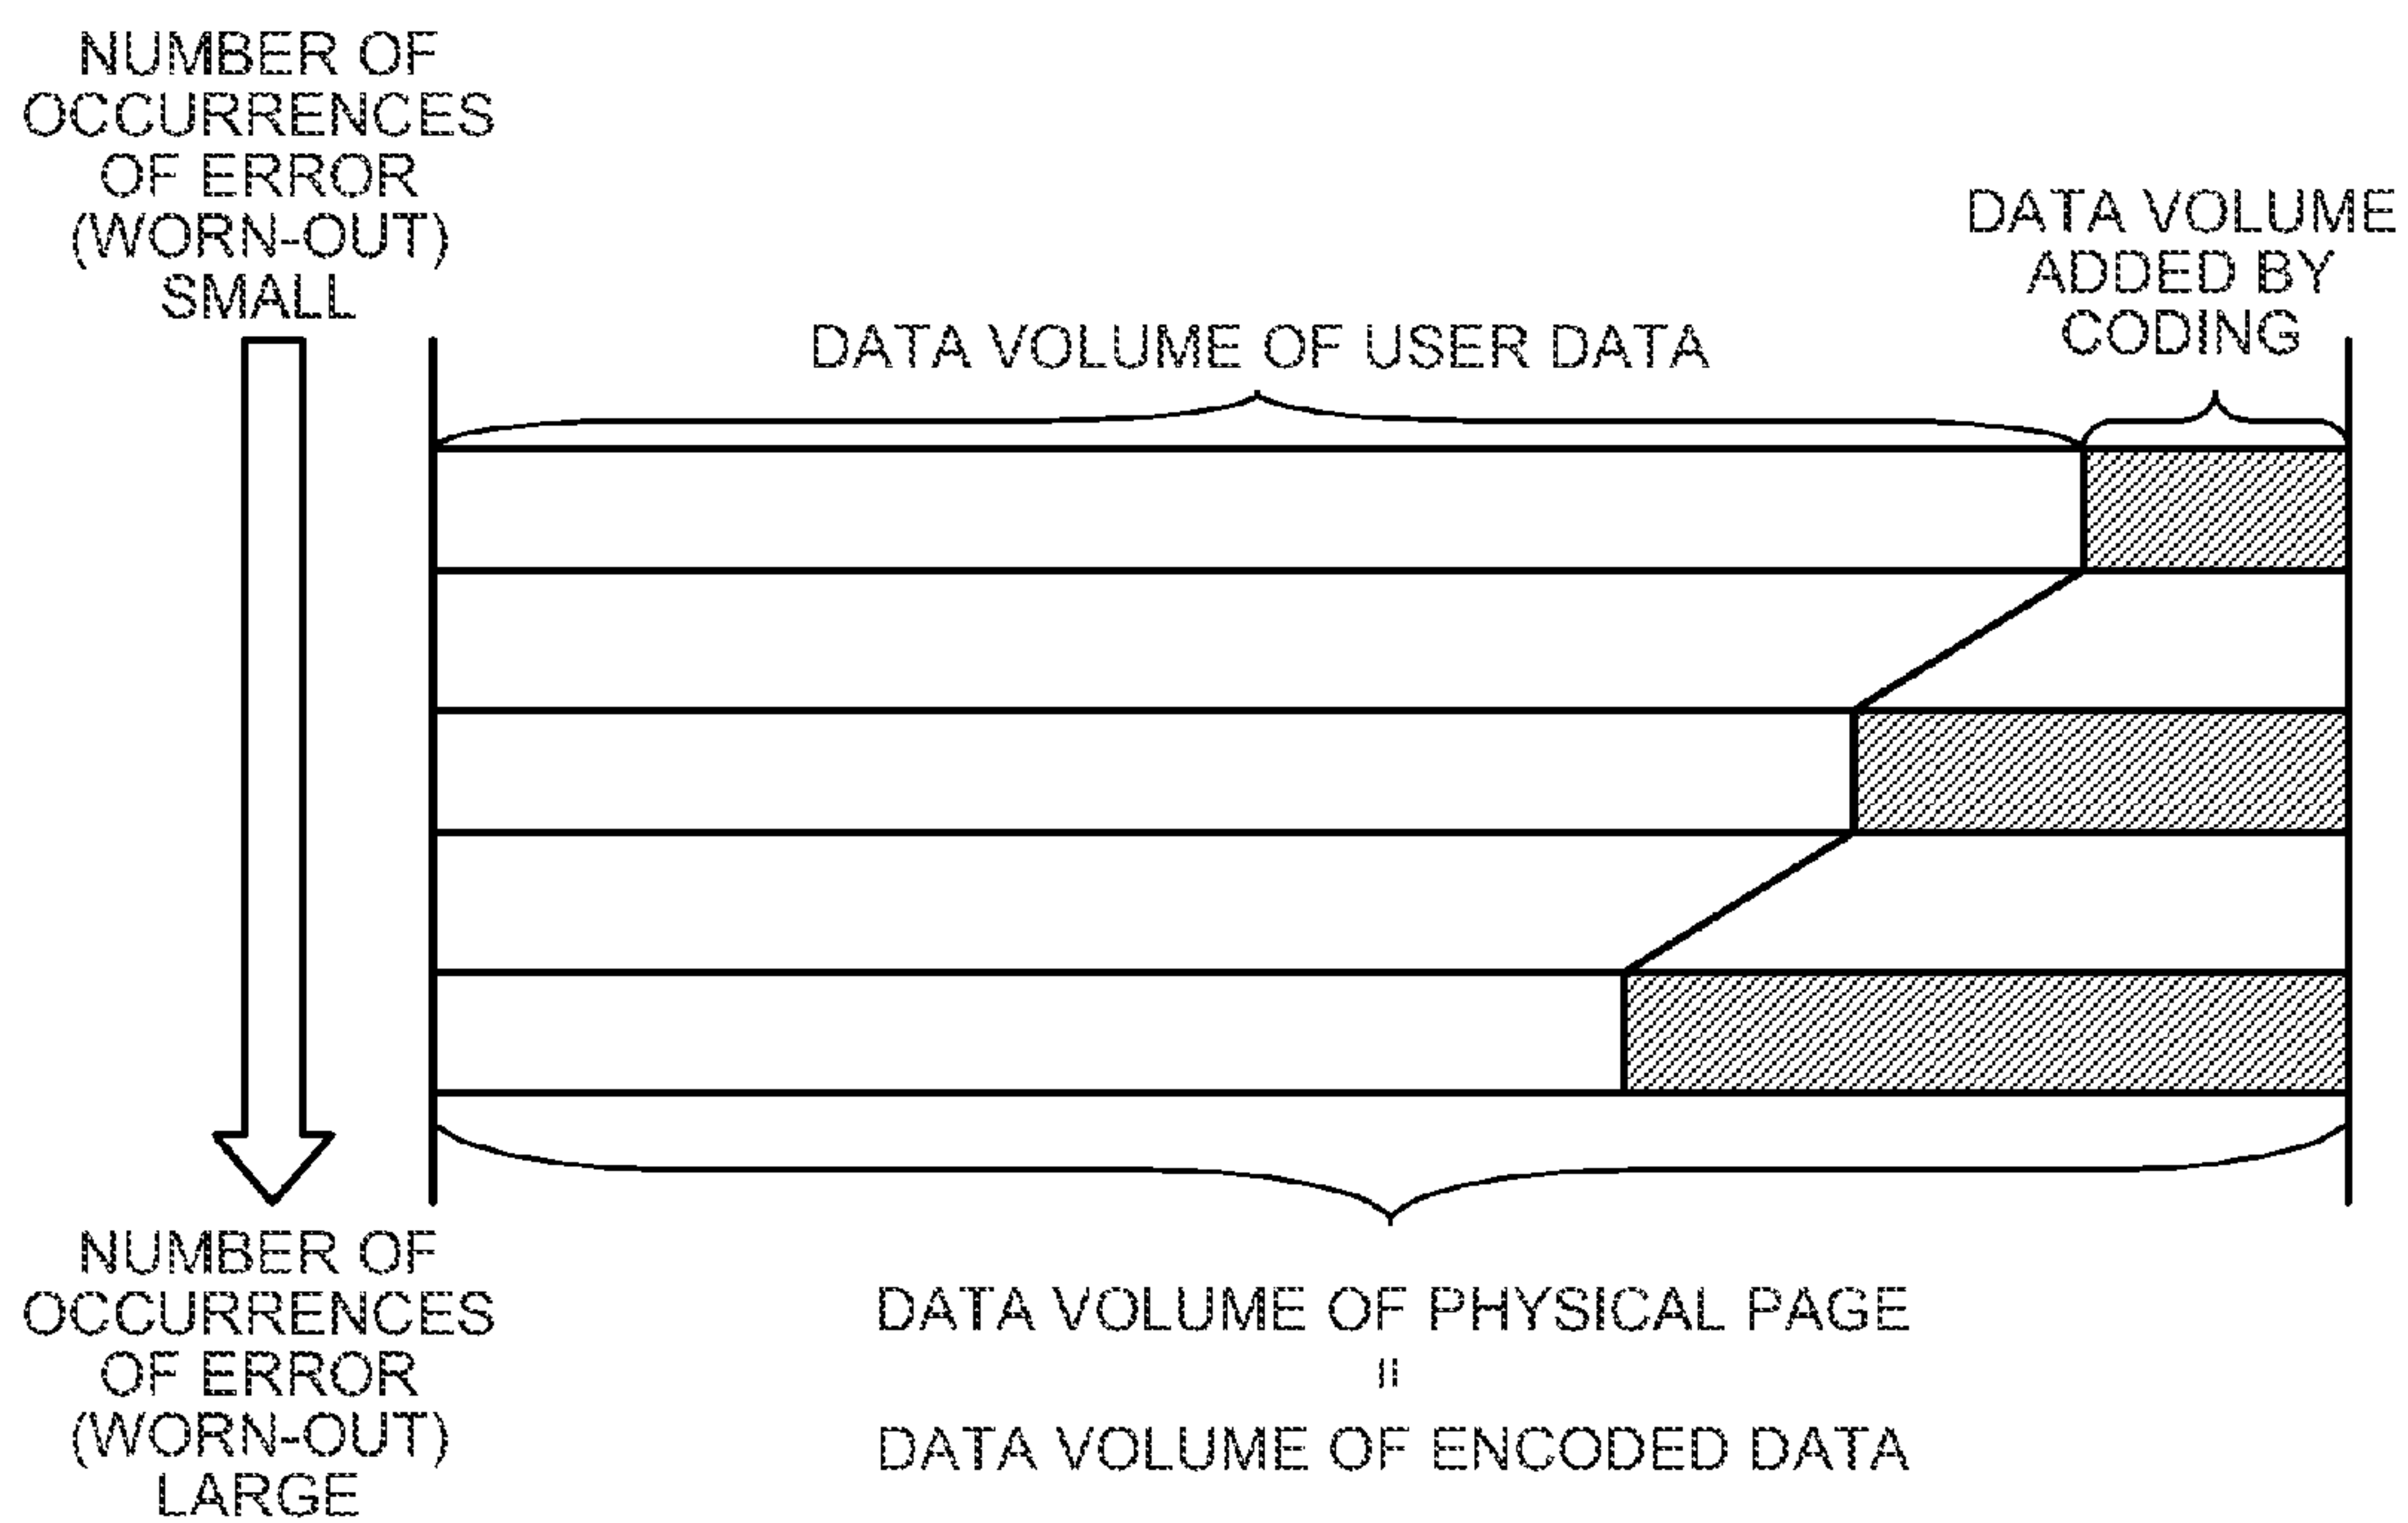 NUMBER OF
OCCURRENCES
OF ERROR
(WORN-OUT)
SMALL
DATA VOLUME
ADDED BY
CODING
DATA VOLUME OF USER DATA
NUMBER OF
OCCURRENCES
OF ERROR
(WORN-OUT)
LARGE
DATA VOLUME OF PHYSICAL PAGE
=
DATA VOLUME OF ENCODED DATA